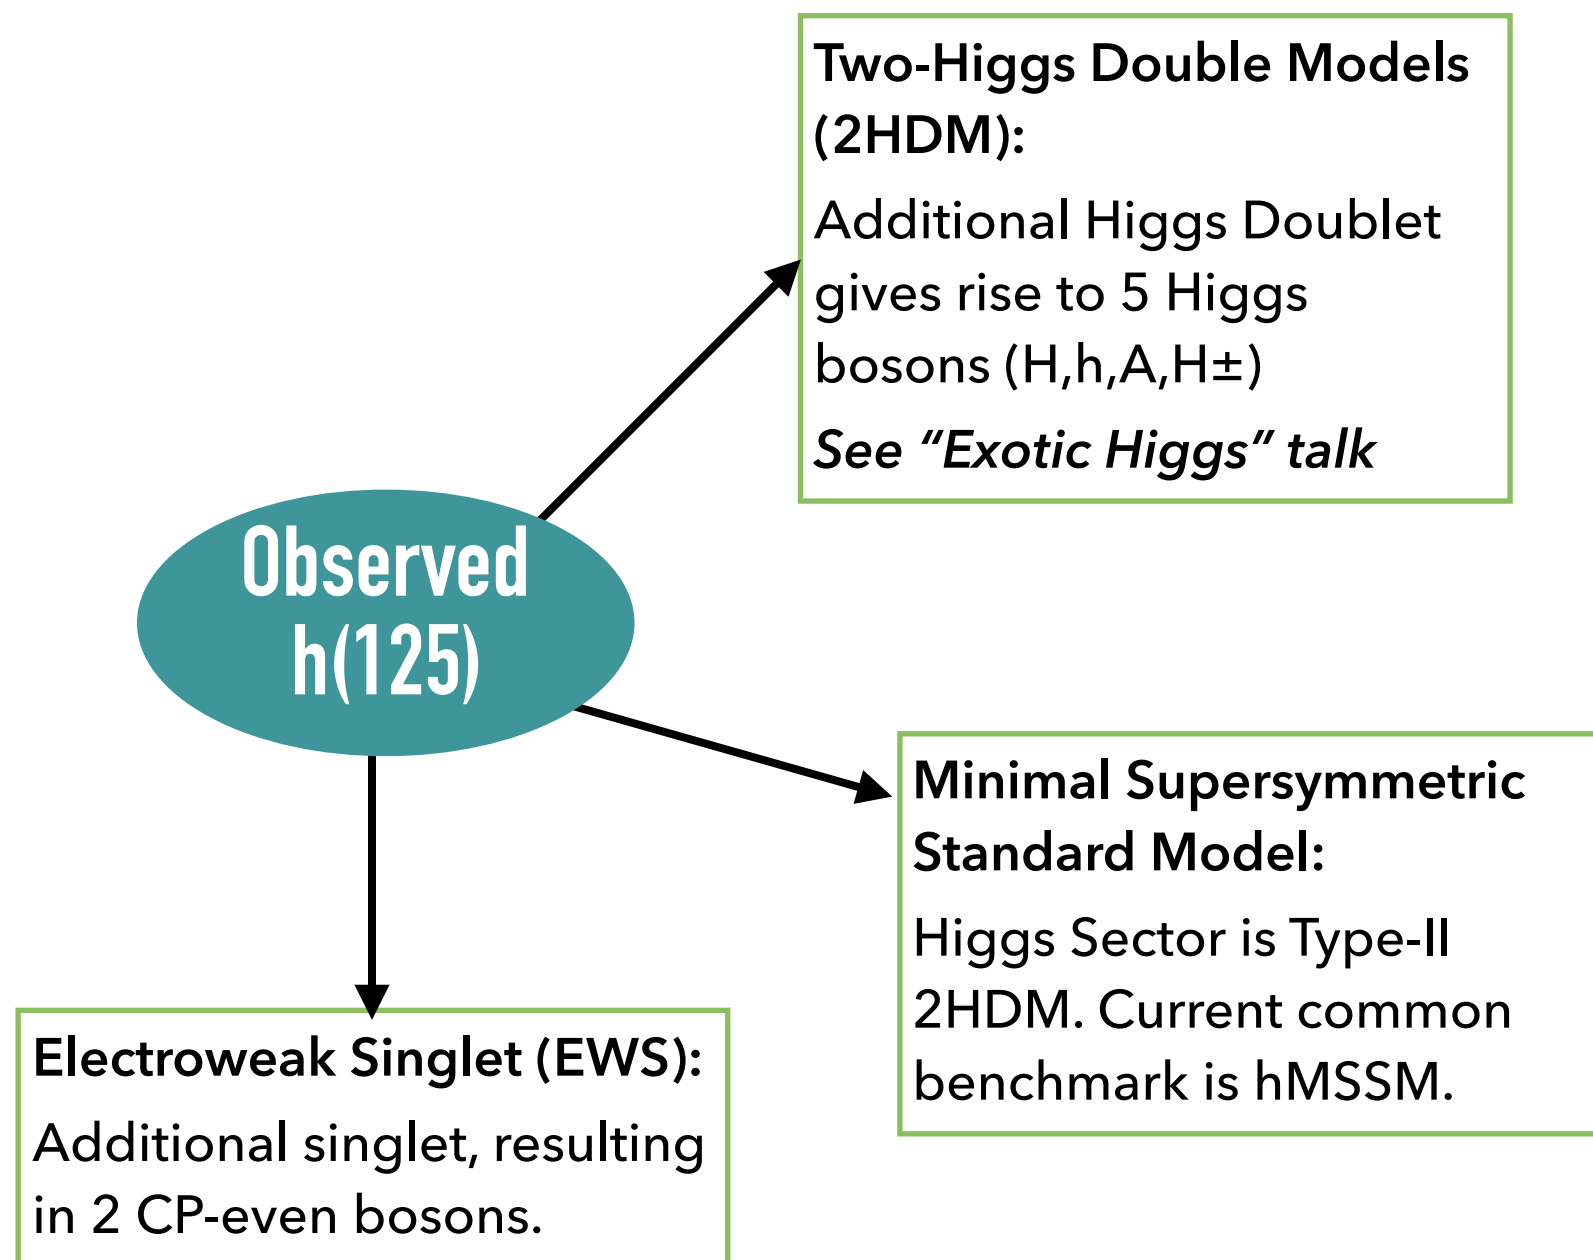 Two-Higgs Double Models
(2HDM):
Additional Higgs Doublet
gives rise to 5 Higgs
bosons (H,h,A,H±)
See “Exotic Higgs” talk
Observed
h(125)
Minimal Supersymmetric
Standard Model:
Higgs Sector is Type-II
2HDM. Current common
benchmark is hMSSM.
Electroweak Singlet (EWS):
Additional singlet, resulting
in 2 CP-even bosons.